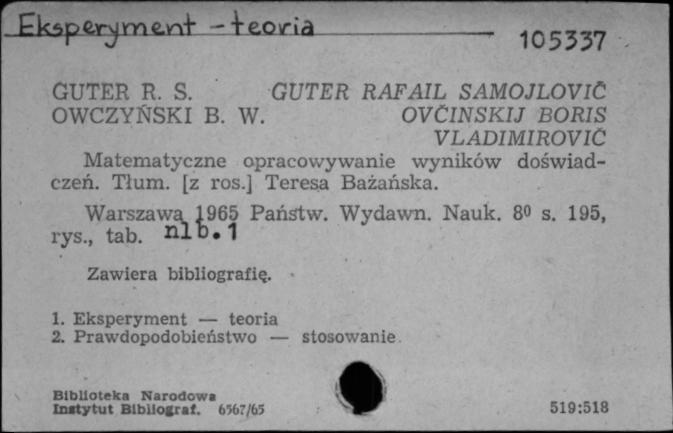 Eksperyment - teoria
105337
GUTER R. S. GUTER RAFAIL SAMOJLOVIČ
OWCZYŃSKI B. W. OVČINSKIJ BORIS
VLADIMIROVIČ
Matematyczne opracowywanie wyników doświad-
czeń. Tłum. [z ros.] Teresa Bażańska.
Warszawa 1965 Państw. Wydawn. Nauk. 8⁰ s. 195,
rys., tab. nlb. 1
Zawiera bibliografię.
1. Eksperyment — teoria
2. Prawdopodobieństwo — stosowanie
Biblioteka Narodowa
Instytut Bibliograf. 6567/65
519:518